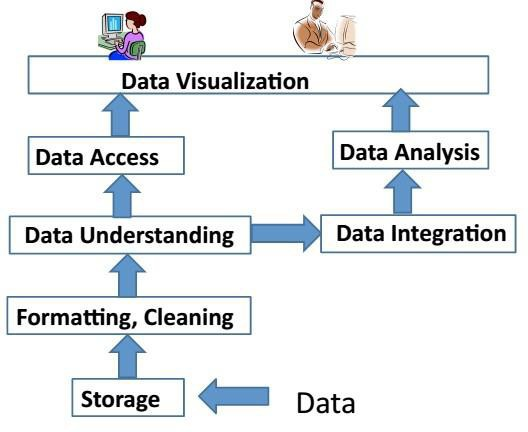 Data Visualization
Data Access
Data Analysis
Data Understanding
Data Integration
Formatting, Cleaning
Storage
Data